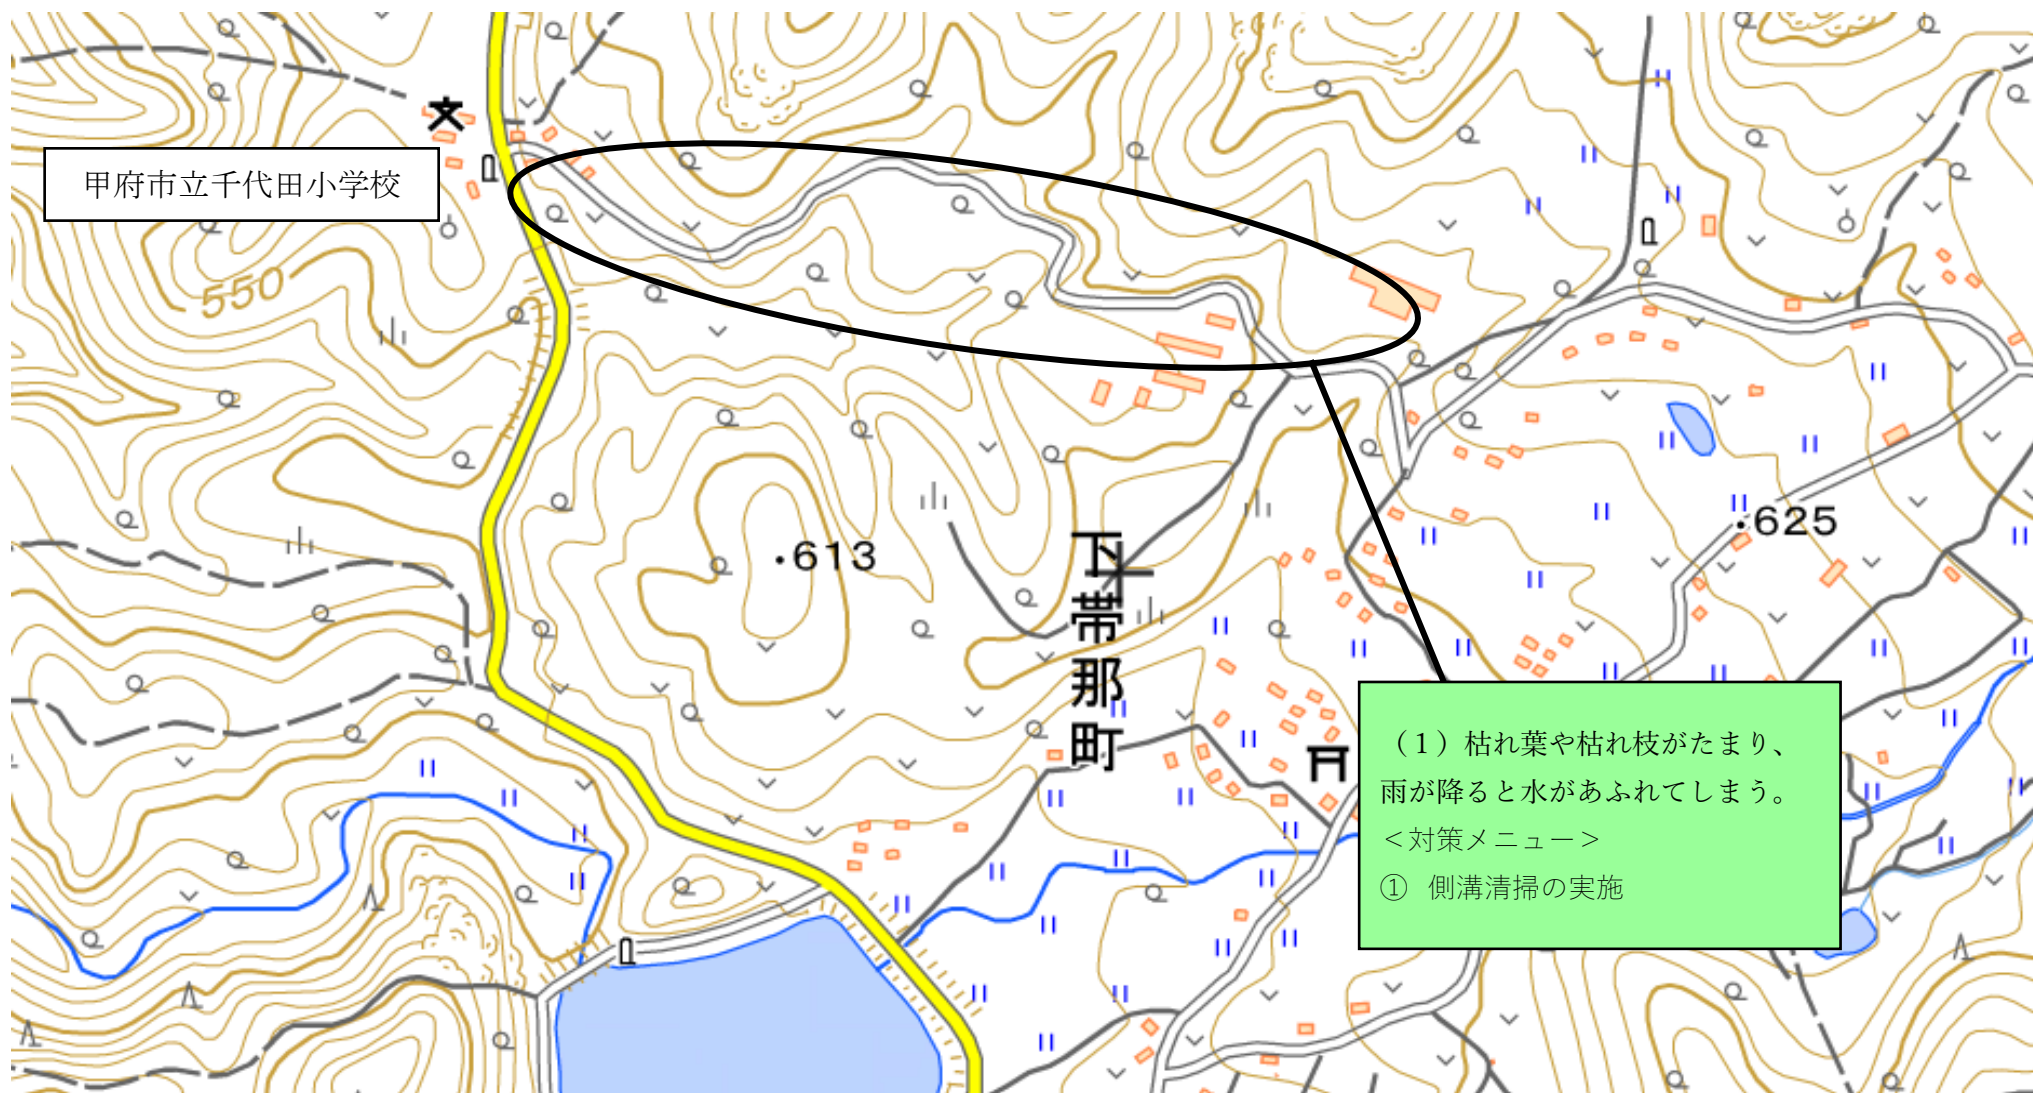 甲府市立千代田小学校
550
613
625
下帯那町
（１）枯れ葉や枯れ枝がたまり、
雨が降ると水があふれてしまう。
＜対策メニュー＞
① 側溝清掃の実施